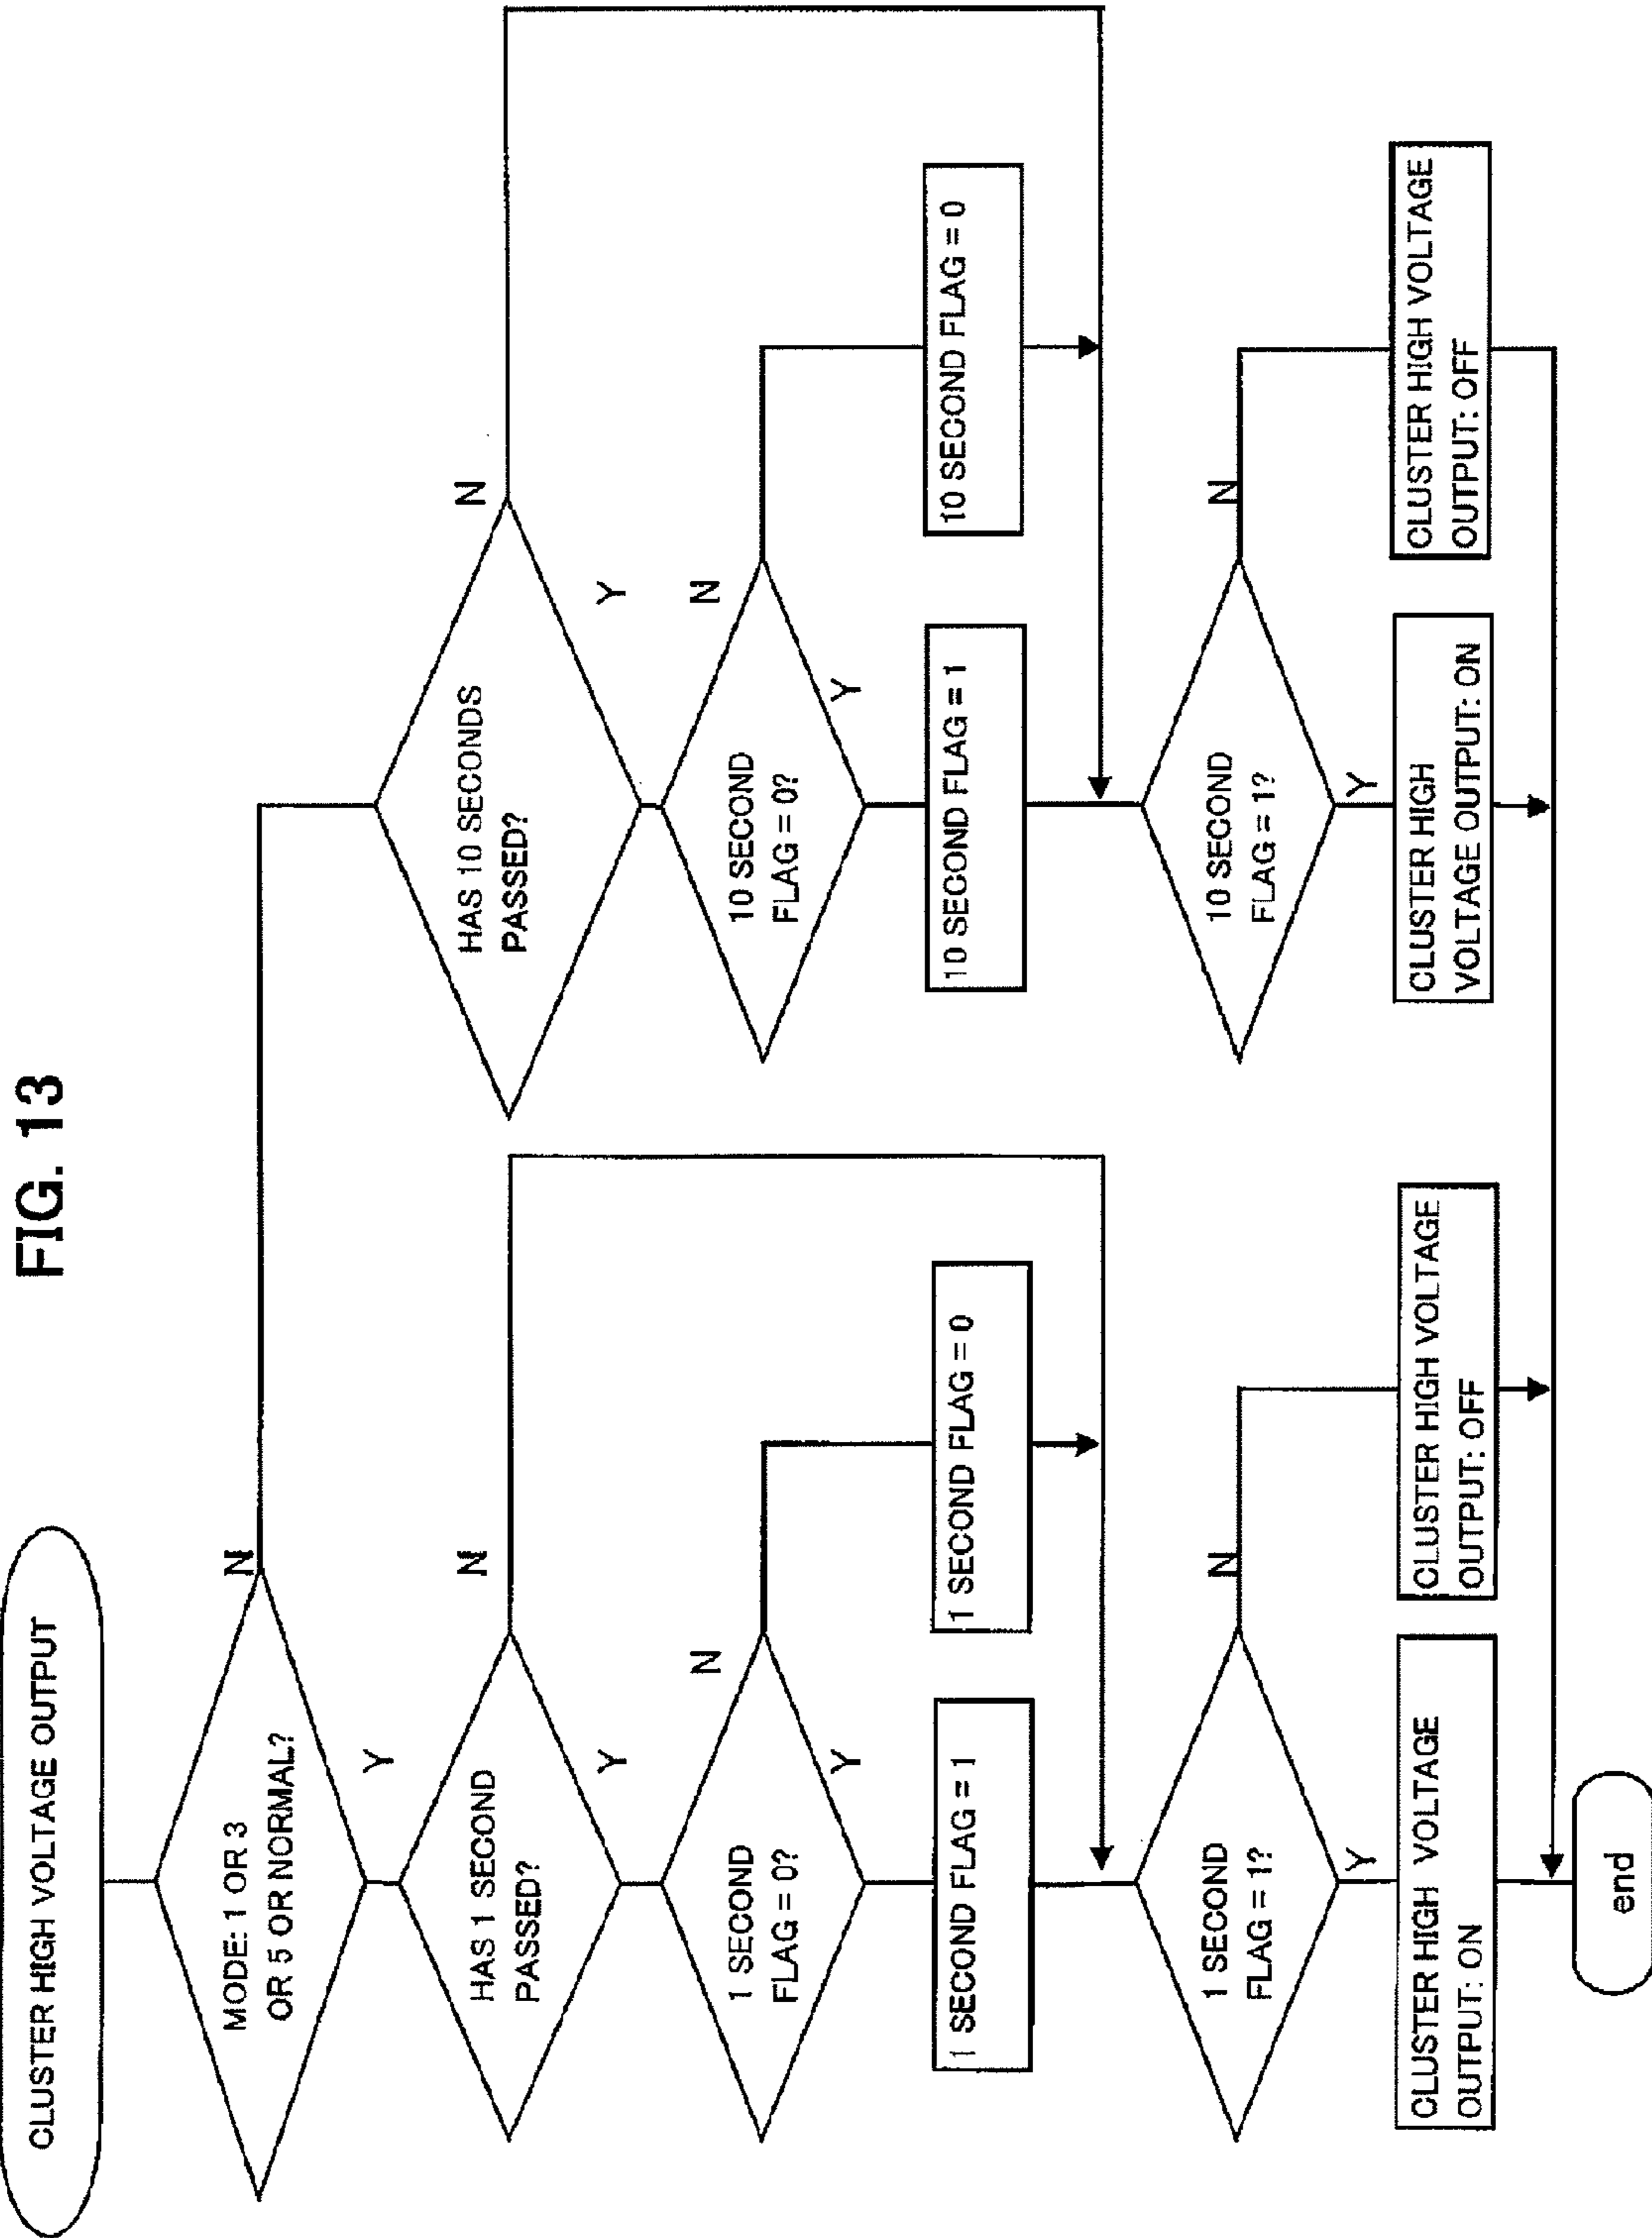 FIG. 13
CLUSTER HIGH VOLTAGE OUTPUT
MODE: 1 OR 3
OR 5 OR NORMAL?
N
Y
HAS 1 SECOND
PASSED?
N
Y
1 SECOND
FLAG = 0?
N
Y
1 SECOND FLAG = 1
1 SECOND FLAG = 0
1 SECOND
FLAG = 1?
N
Y
CLUSTER HIGH VOLTAGE
OUTPUT: ON
CLUSTER HIGH VOLTAGE
OUTPUT: OFF
HAS 10 SECONDS
PASSED?
N
Y
10 SECOND
FLAG = 0?
N
Y
10 SECOND FLAG = 1
10 SECOND FLAG = 0
10 SECOND
FLAG = 1?
N
Y
CLUSTER HIGH
VOLTAGE OUTPUT: ON
CLUSTER HIGH VOLTAGE
OUTPUT: OFF
end